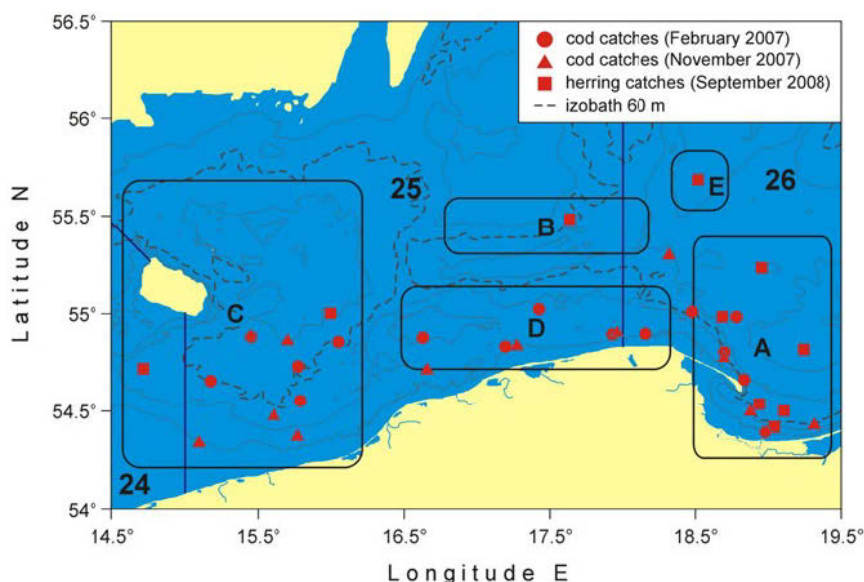 56.5°
56°
55.5°
55°
54.5°
54°
Latitude N
cod catches (February 2007)
cod catches (November 2007)
herring catches (September 2008)
izobath 60 m
25
26
E
B
C
D
A
24
14.5° 15.5° 16.5° 17.5° 18.5° 19.5°
Longitude E